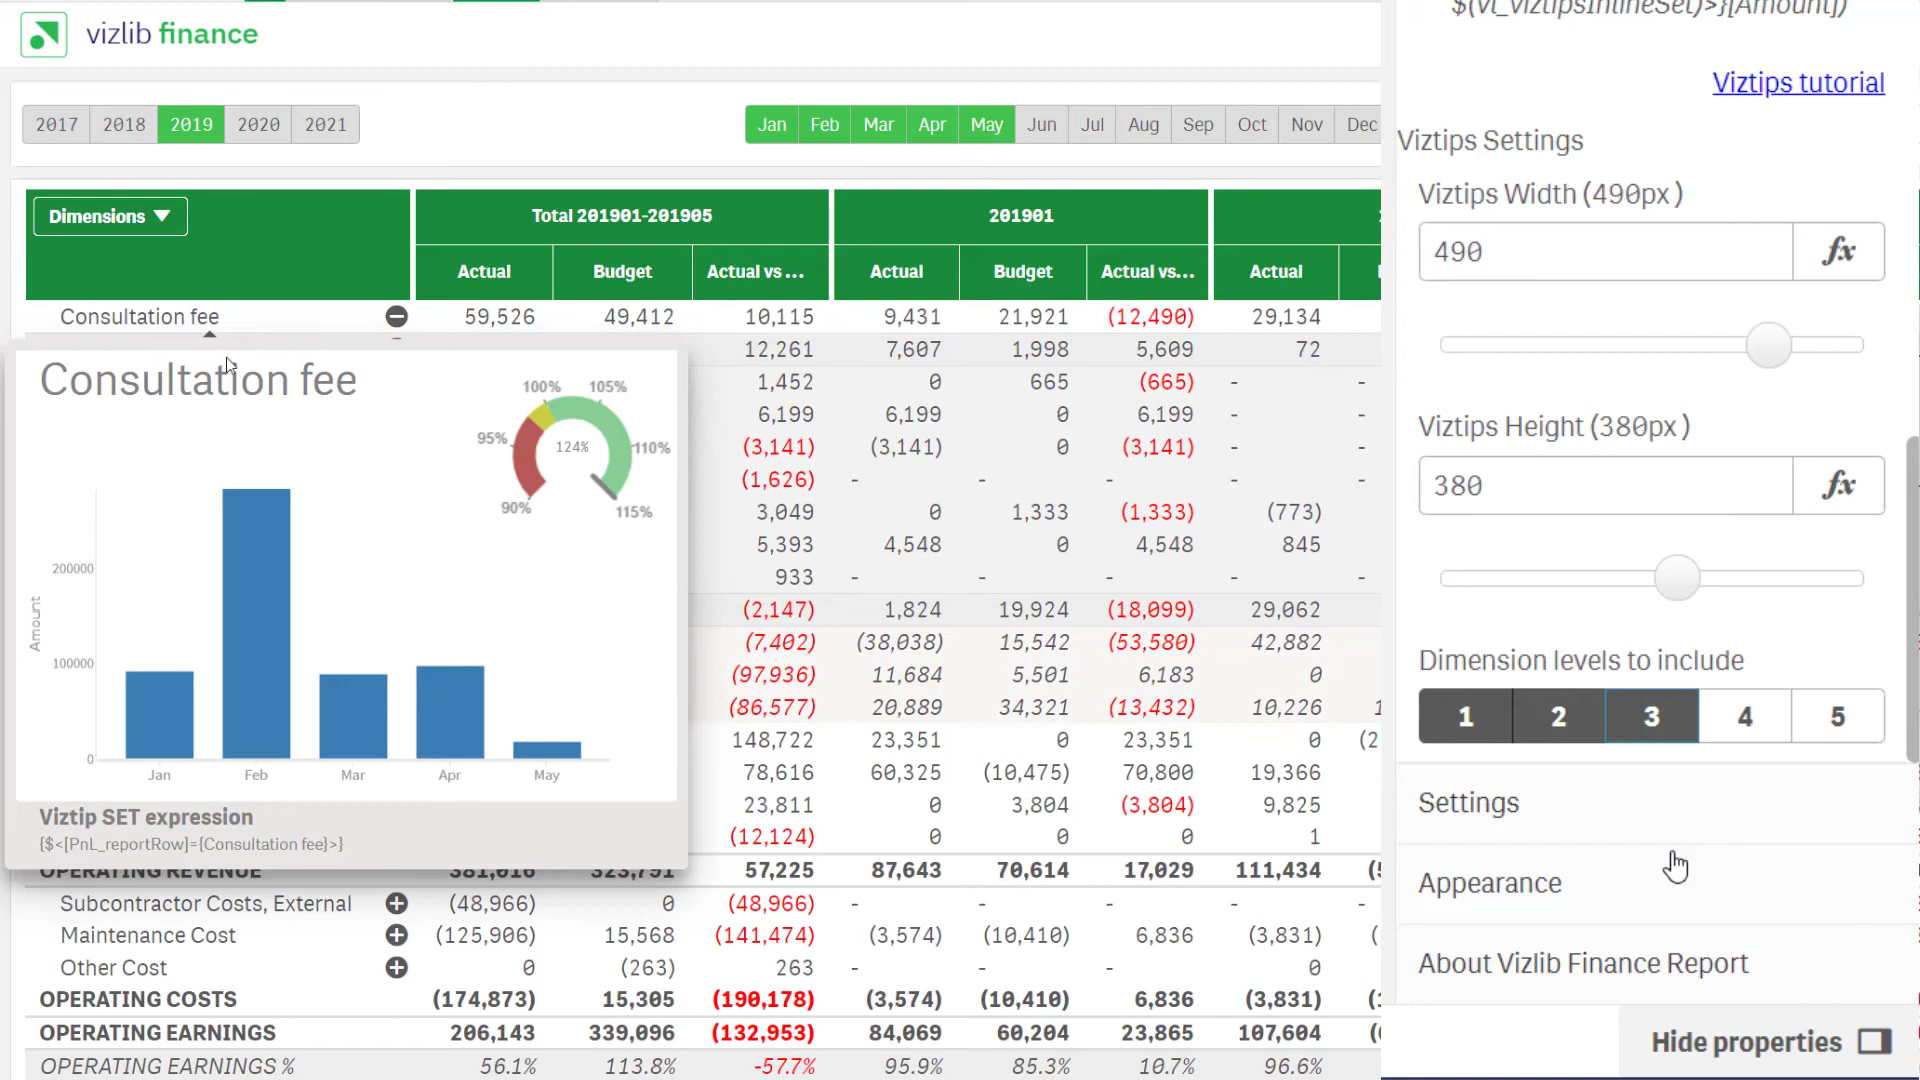 vizlib finance
2017 2018 2019 2020 2021
Jan Feb Mar Apr May Jun Jul Aug Sep Oct Nov Dec
Dimensions Total 201901-201905 201901
Actual Budget Actual vs ... Actual Budget Actual vs... Actual
Consultation fee 59,526 49,412 10,115 9,431 21,921 (12,490) 29,134
12,261 7,607 1,998 5,609 72
1,452 0 665 (665) - -
6,199 6,199 0 6,199 - -
(3,141) (3,141) 0 (3,141) - -
(1,626) - - - - -
3,049 0 1,333 (1,333) (773)
5,393 4,548 0 4,548 845
933 - - - - -
(2,147) 1,824 19,924 (18,099) 29,062
(7,402) (38,038) 15,542 (53,580) 42,882
(97,936) 11,684 5,501 6,183 0
(86,577) 20,889 34,321 (13,432) 10,226 1
148,722 23,351 0 23,351 0 (2
78,616 60,325 (10,475) 70,800 19,366
23,811 0 3,804 (3,804) 9,825
(12,124) 0 0 0 1
OPERATING REVENUE 381,016 323,791 57,225 87,643 70,614 17,029 111,434 (5
Subcontractor Costs, External (48,966) 0 (48,966) - - - - -
Maintenance Cost (125,906) 15,568 (141,474) (3,574) (10,410) 6,836 (3,831) (
Other Cost 0 (263) 263 - - - 0
OPERATING COSTS (174,873) 15,305 (190,178) (3,574) (10,410) 6,836 (3,831) (
OPERATING EARNINGS 206,143 339,096 (132,953) 84,069 60,204 23,865 107,604 (
OPERATING EARNINGS % 56.1% 113.8% -57.7% 95.9% 85.3% 10.7% 96.6%
Consultation fee
100% 105%
95% 124% 110%
90% 115%
Amount
200000
100000
0
Jan Feb Mar Apr May
Viztip SET expression
{$<[PnL_reportRow]={Consultation fee}>}
$(vl_viztipsInlineSet)>}[Amount])
Viztips tutorial
Viztips Settings
Viztips Width (490px)
490 fx
Viztips Height (380px)
380 fx
Dimension levels to include
1 2 3 4 5
Settings
Appearance
About Vizlib Finance Report
Hide properties